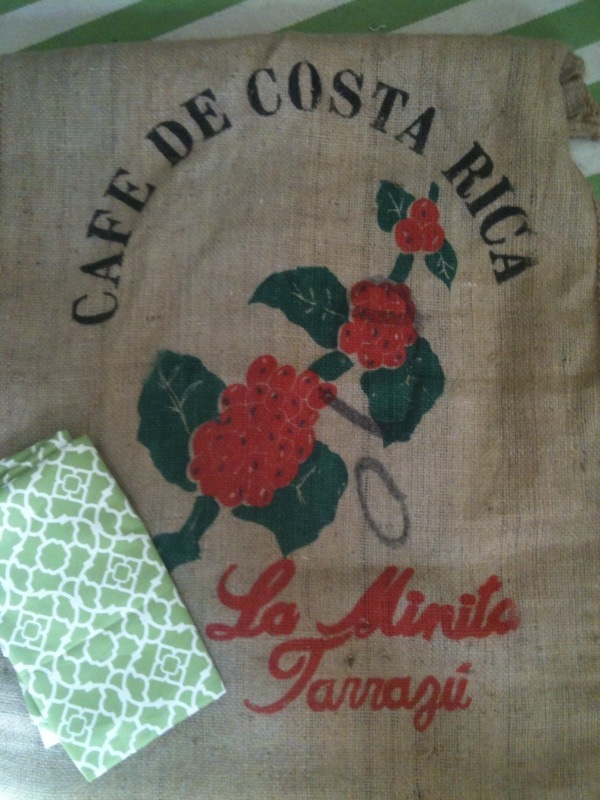 CAFE DE COSTA RICA
La Minita
Tarrazú